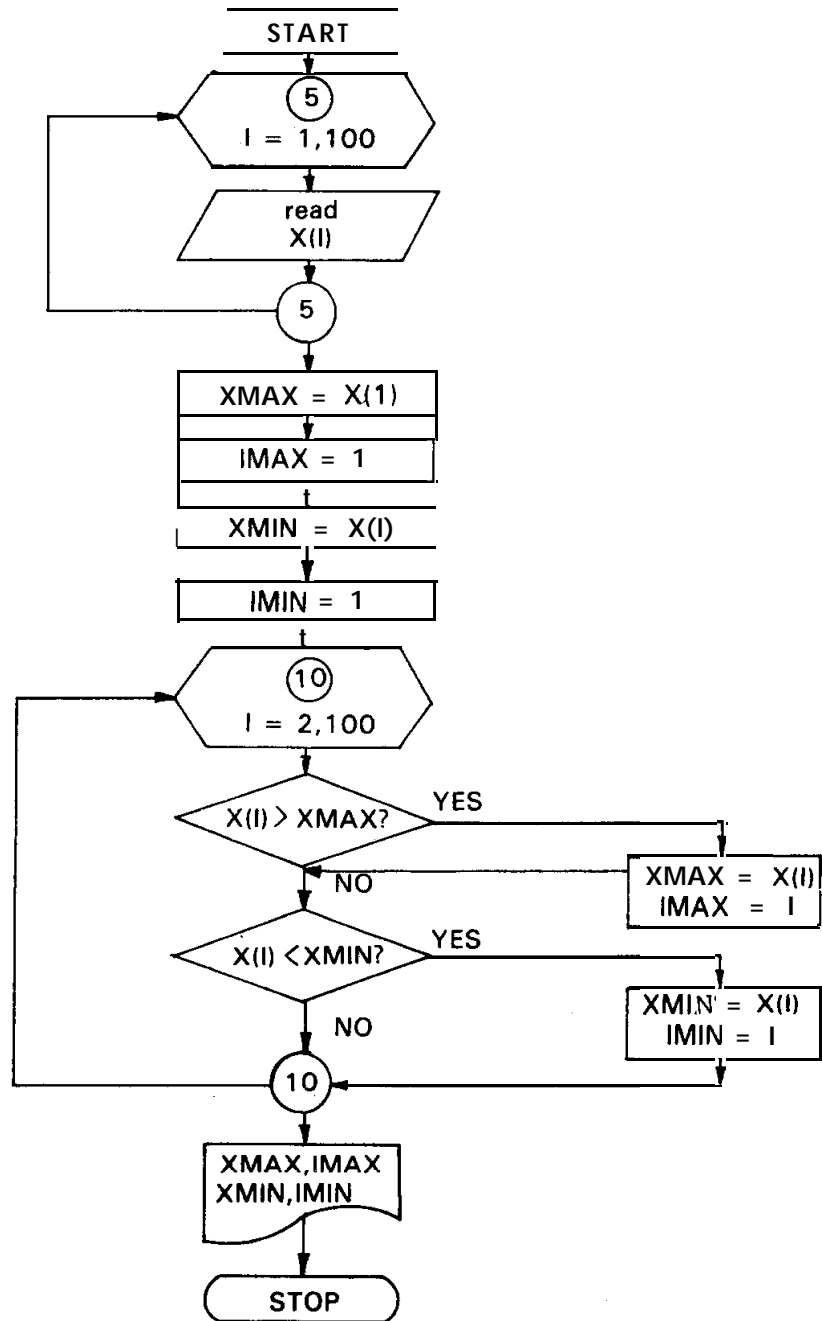 START
5
I = 1,100
read
X(I)
5
XMAX = X(1)
IMAX = 1
XMIN = X(I)
IMIN = 1
10
I = 2,100
X(I) > XMAX?
YES
NO
XMAX = X(I)
IMAX = I
X(I) < XMIN?
YES
NO
XMIN = X(I)
IMIN = I
10
XMAX,IMAX
XMIN,IMIN
STOP